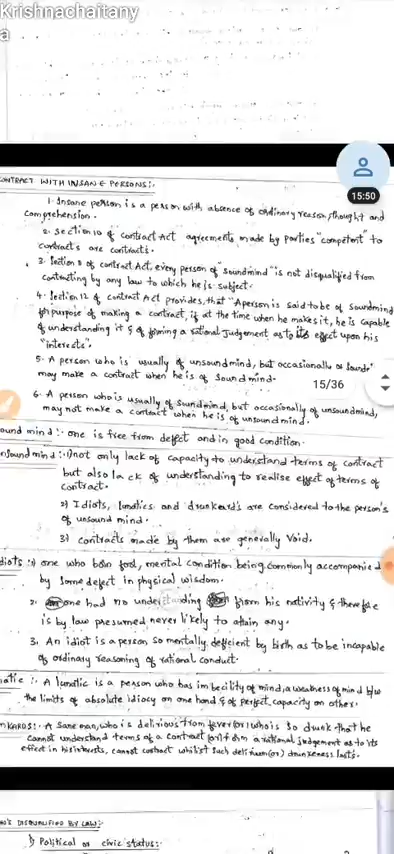 Krishnachaitany
a
CONTRACT WITH INSANE PERSONS:-
15:50
1. Insane person is a person with absence of ordinary reason, thought and
comprehension.
2. Section 10 of contract Act agreements made by parties "competent" to
contracts are contracts.
3. Section 11 of contract Act, every person of "soundmind" is not disqualified from
contracting by any law to which he is subject.
4. Section 12 of contract Act provides, that "A person is said to be of soundmind
for purpose of making a contract, if at the time when he makes it, he is capable
of understanding it & of forming a rational judgement as to its effect upon his
"interests".
5. A person who is usually of unsoundmind, but occasionally
may make a contract when he is of sound mind.
15/36
6. A person who is usually of sundmind, but occasionally of unsoundmind,
may not make a contract when he is of unsound mind.
ound mind :- one is free from defect and in good condition.
nsound mind :- 1) not only lack of capacity to understand terms of contract
but also lack of understanding to realise effect of terms of
contract.
2) Idiots, lunatics and drunkards are considered to the person's
of unsound mind.
3) contracts made by them are generally Void.
diots :- 1) one who born fool, mental condition being commonly accompanied
by some defect in physical wisdom.
2. one had no understanding from his nativity & therefore
is by law presumed never likely to attain any.
3. An idiot is a person so mentally deficient by birth as to be incapable
of ordinary reasoning of rational conduct.
atic :- A lunatic is a person who has imbecility of mind, a weakness of mind b/w
the limits of absolute idiocy on one hand & of perfect capacity on other.
nKARDS:- A Sane man, who is delirious from fever (or) who is so drunk that he
cannot understand terms of a contract (or) form a rational judgement as to its
effect in his interests, cannot contract whilst such delirium (or) drunkeness lasts.
N'S DISQUALIFIED BY LAW:-
1) Political or civic status: